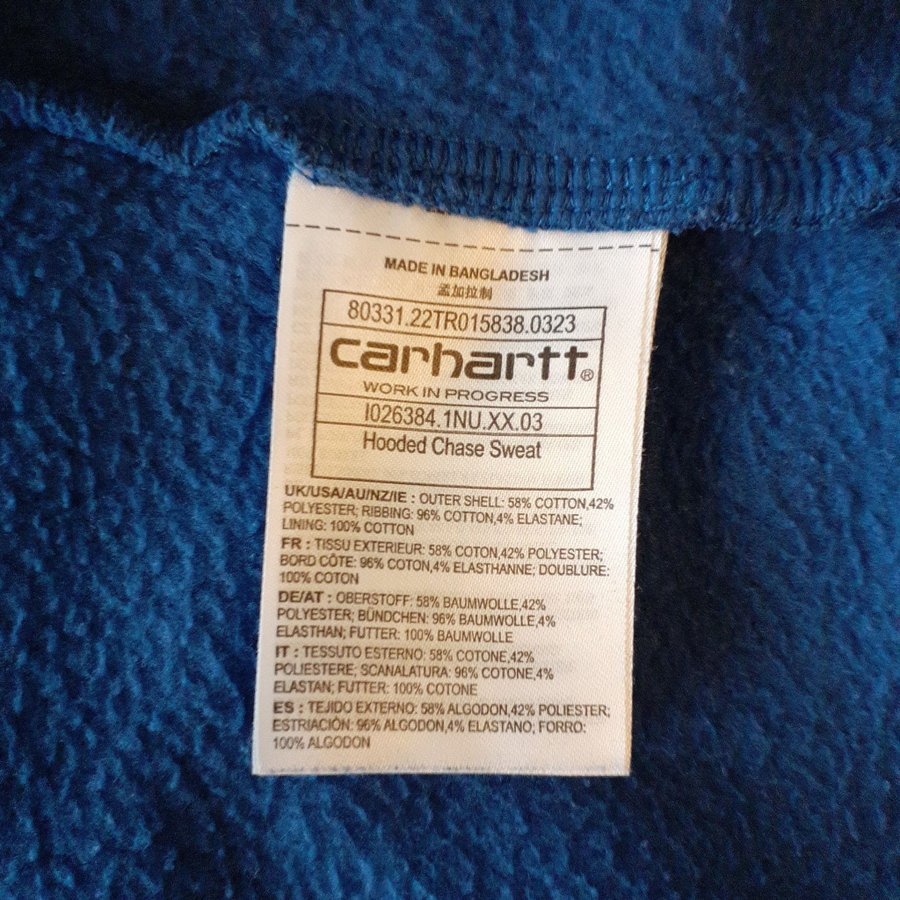 MADE IN BANGLADESH
孟加拉制
80331.22TR015838.0323
carhartt®
WORK IN PROGRESS
I026384.1NU.XX.03
Hooded Chase Sweat
UK/USA/AU/NZ/IE : OUTER SHELL: 58% COTTON,42%
POLYESTER; RIBBING: 96% COTTON,4% ELASTANE;
LINING: 100% COTTON
FR : TISSU EXTERIEUR: 58% COTON,42% POLYESTER;
BORD CÔTE: 96% COTON,4% ELASTHANNE; DOUBLURE:
100% COTON
DE/AT : OBERSTOFF: 58% BAUMWOLLE,42%
POLYESTER; BÜNDCHEN: 96% BAUMWOLLE,4%
ELASTHAN; FUTTER: 100% BAUMWOLLE
IT : TESSUTO ESTERNO: 58% COTONE,42%
POLIESTERE; SCANALATURA: 96% COTONE,4%
ELASTAN; FUTTER: 100% COTONE
ES : TEJIDO EXTERNO: 58% ALGODON,42% POLIESTER;
ESTRIACIÓN: 96% ALGODON,4% ELASTANO; FORRO:
100% ALGODON